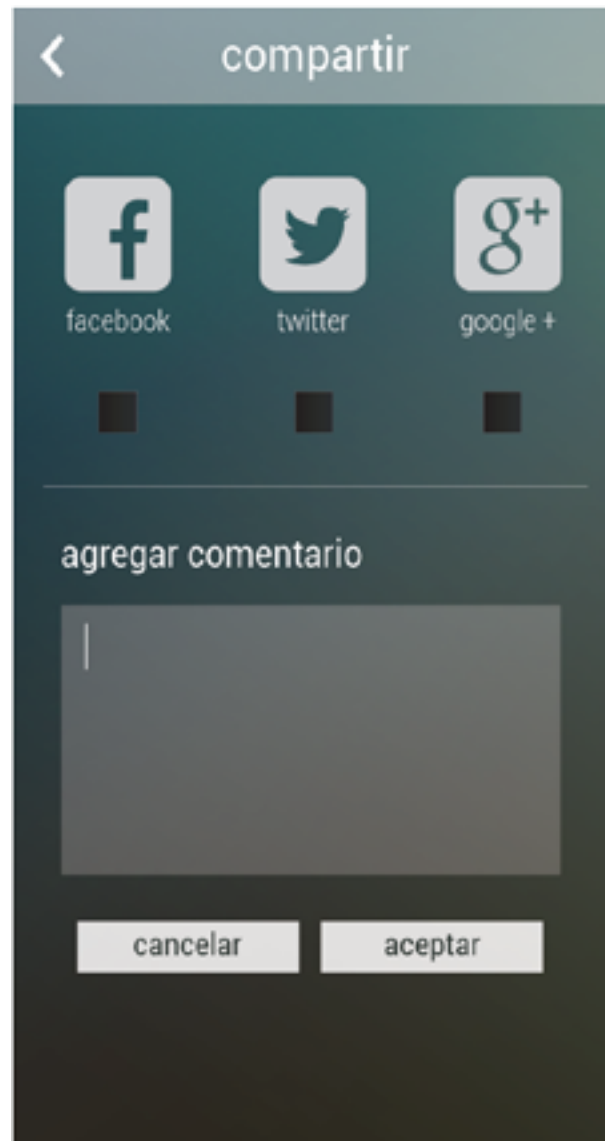 compartir
facebook twitter google +
agregar comentario
cancelar aceptar